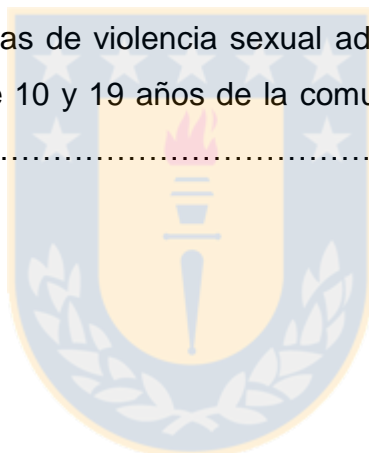 as de violencia sexual ad
10 y 19 años de la comu
........................................